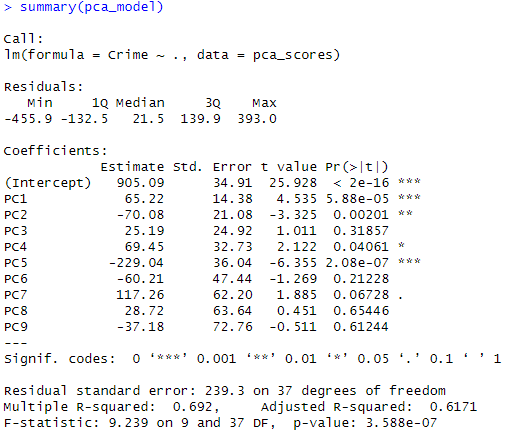 > summary(pca_model)
Call:
lm(formula = Crime ~ ., data = pca_scores)
Residuals:
   Min     1Q Median     3Q    Max
-455.9 -132.5   21.5  139.9  393.0
Coefficients:
            Estimate Std. Error t value Pr(>|t|)
(Intercept)   905.09      34.91  25.928  < 2e-16 ***
PC1            65.22      14.38   4.535 5.88e-05 ***
PC2           -70.08      21.08  -3.325  0.00201 **
PC3            25.19      24.92   1.011  0.31857
PC4            69.45      32.73   2.122  0.04061 *
PC5          -229.04      36.04  -6.355 2.08e-07 ***
PC6           -60.21      47.44  -1.269  0.21228
PC7           117.26      62.20   1.885  0.06728 .
PC8            28.72      63.64   0.451  0.65446
PC9           -37.18      72.76  -0.511  0.61244
---
Signif. codes:  0 ‘***’ 0.001 ‘**’ 0.01 ‘*’ 0.05 ‘.’ 0.1 ‘ ’ 1
Residual standard error: 239.3 on 37 degrees of freedom
Multiple R-squared:  0.692,     Adjusted R-squared:  0.6171
F-statistic: 9.239 on 9 and 37 DF,  p-value: 3.588e-07